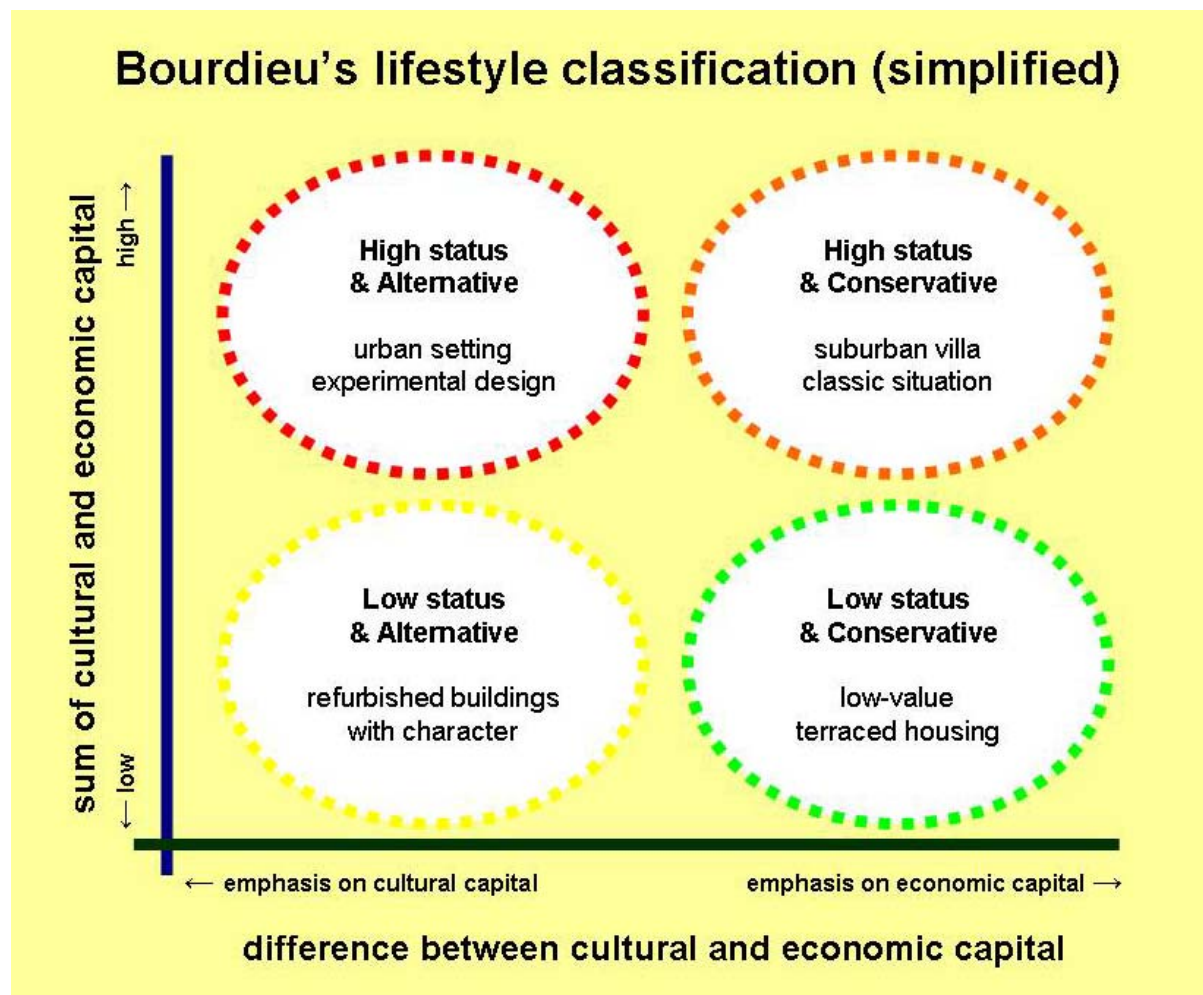 Bourdieu's lifestyle classification (simplified)
sum of cultural and economic capital
high →
← low
High status
& Alternative
urban setting
experimental design
High status
& Conservative
suburban villa
classic situation
Low status
& Alternative
refurbished buildings
with character
Low status
& Conservative
low-value
terraced housing
← emphasis on cultural capital
emphasis on economic capital →
difference between cultural and economic capital